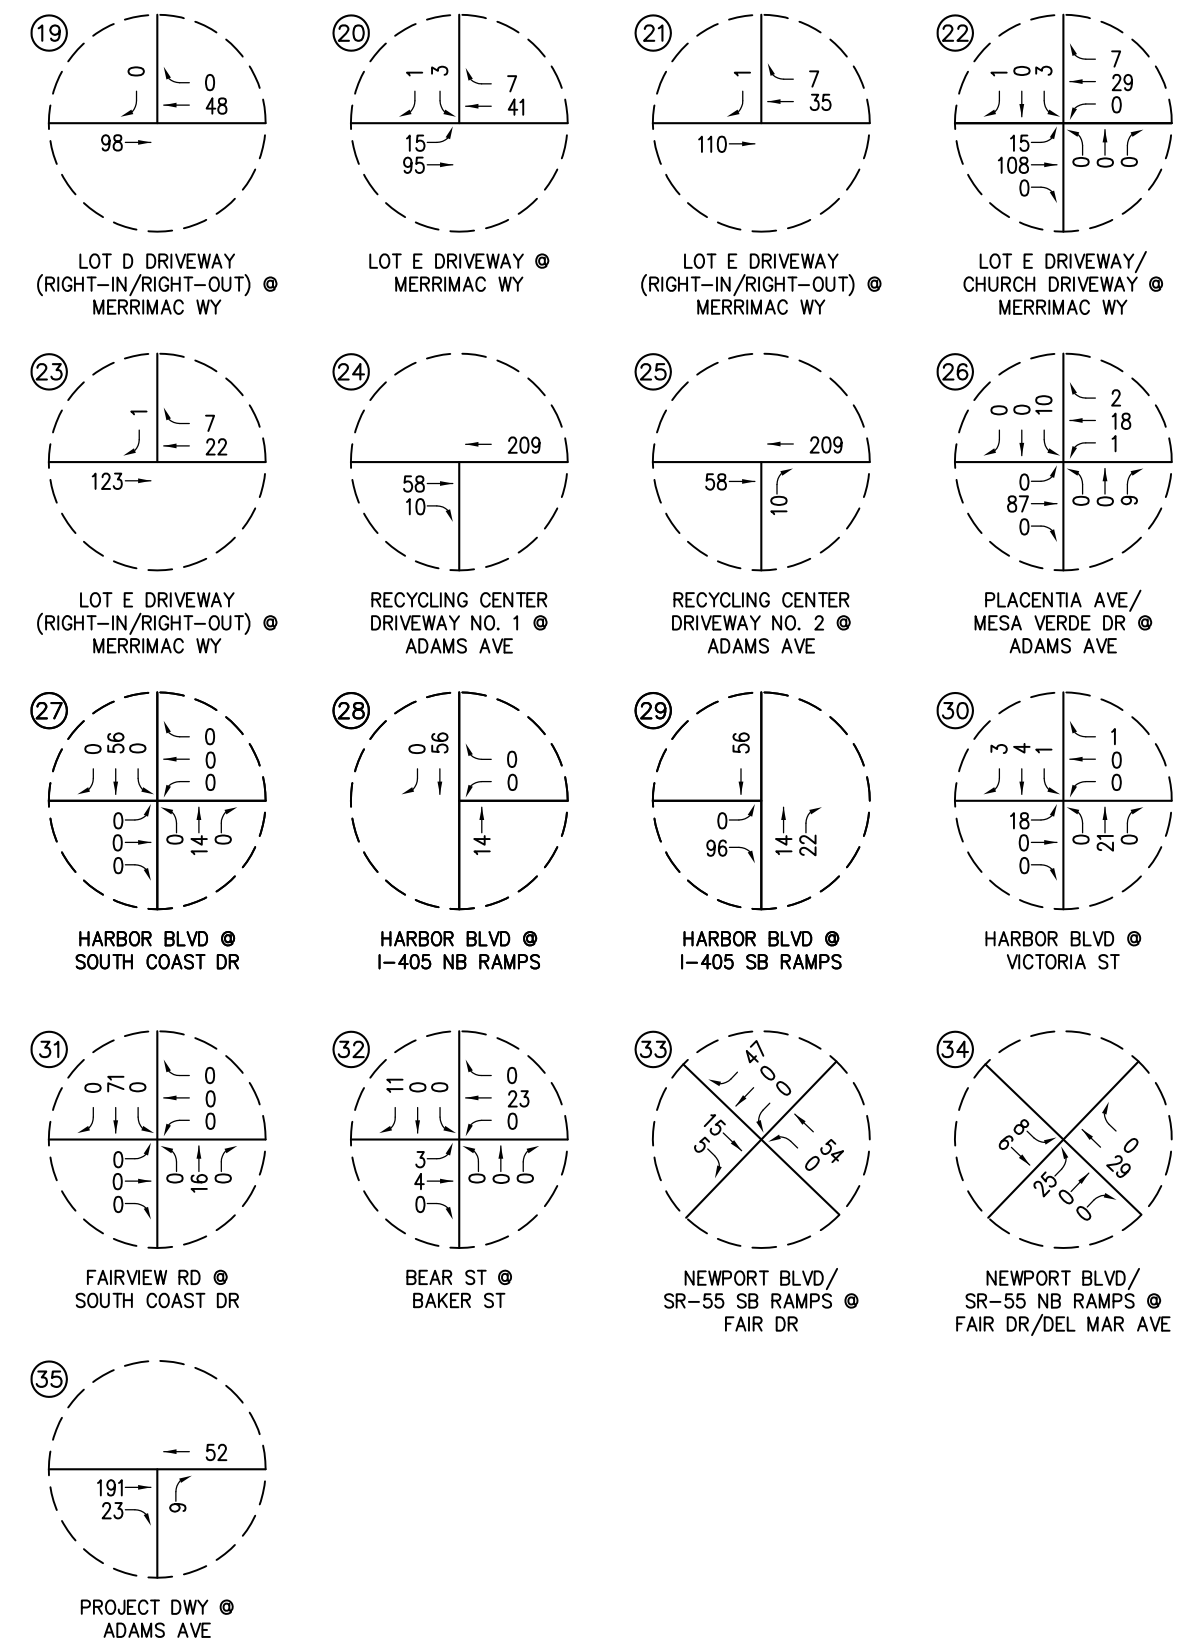 19
0
0
48
98
LOT D DRIVEWAY
(RIGHT-IN/RIGHT-OUT) @
MERRIMAC WY
20
1 3
7
41
15
95
LOT E DRIVEWAY @
MERRIMAC WY
21
1
7
35
110
LOT E DRIVEWAY
(RIGHT-IN/RIGHT-OUT) @
MERRIMAC WY
22
1 0 3
7
29
0
15
108
0
0 0 0
LOT E DRIVEWAY/
CHURCH DRIVEWAY @
MERRIMAC WY
23
1
7
22
123
LOT E DRIVEWAY
(RIGHT-IN/RIGHT-OUT) @
MERRIMAC WY
24
209
58
10
RECYCLING CENTER
DRIVEWAY NO. 1 @
ADAMS AVE
25
209
58
10
RECYCLING CENTER
DRIVEWAY NO. 2 @
ADAMS AVE
26
0 0 10
2
18
1
0
87
0
0 0 9
PLACENTIA AVE/
MESA VERDE DR @
ADAMS AVE
27
0 56 0
0
0
0
0
0
0
0 14 0
HARBOR BLVD @
SOUTH COAST DR
28
0 56
0
0
14
HARBOR BLVD @
I-405 NB RAMPS
29
56
0
96
14 22
HARBOR BLVD @
I-405 SB RAMPS
30
3 4 1
1
0
0
18
0
0
0 21 0
HARBOR BLVD @
VICTORIA ST
31
0 71 0
0
0
0
0
0
0
0 16 0
FAIRVIEW RD @
SOUTH COAST DR
32
11 0 0
0
23
0
3
4
0
0 0 0
BEAR ST @
BAKER ST
33
47 0 0
54
0
15
5
NEWPORT BLVD/
SR-55 SB RAMPS @
FAIR DR
34
0
29
8
6
25 0 0
NEWPORT BLVD/
SR-55 NB RAMPS @
FAIR DR/DEL MAR AVE
35
52
191
23
9
PROJECT DWY @
ADAMS AVE